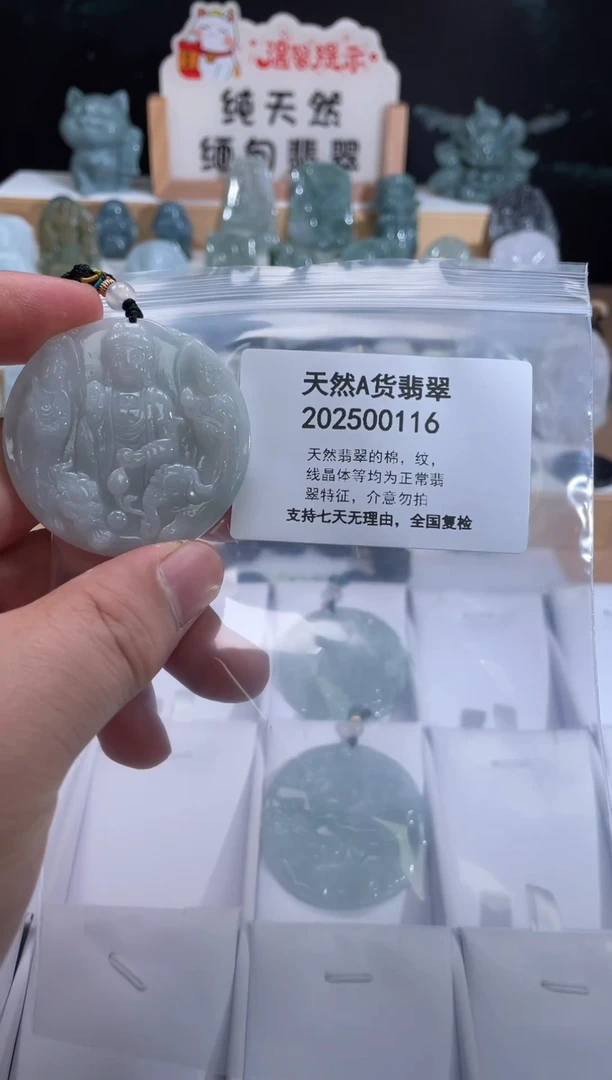 温馨提示
纯天然
缅甸翡翠
天然A货翡翠
202500116
天然翡翠的棉，纹，
线晶体等均为正常翡
翠特征，介意勿拍
支持七天无理由，全国复检